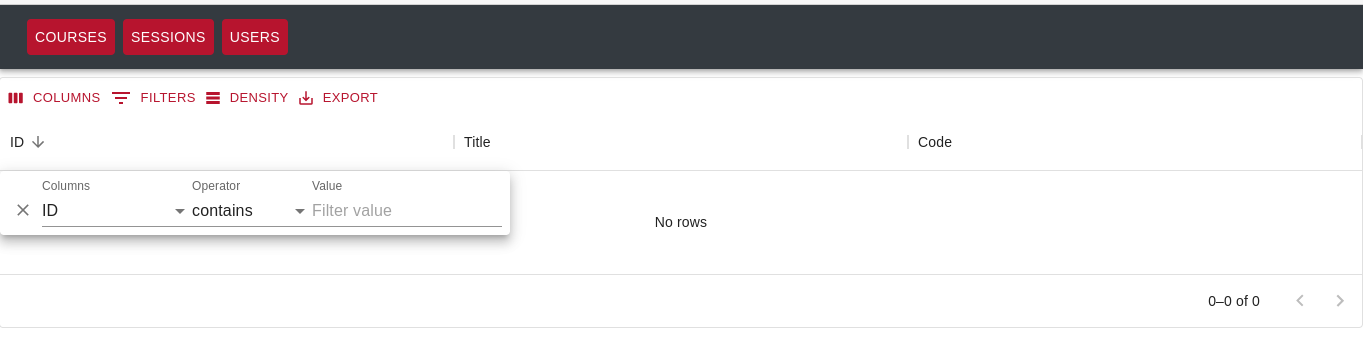 COURSES SESSIONS USERS
COLUMNS FILTERS DENSITY EXPORT
ID Title Code
Columns Operator Value
ID contains Filter value
No rows
0–0 of 0